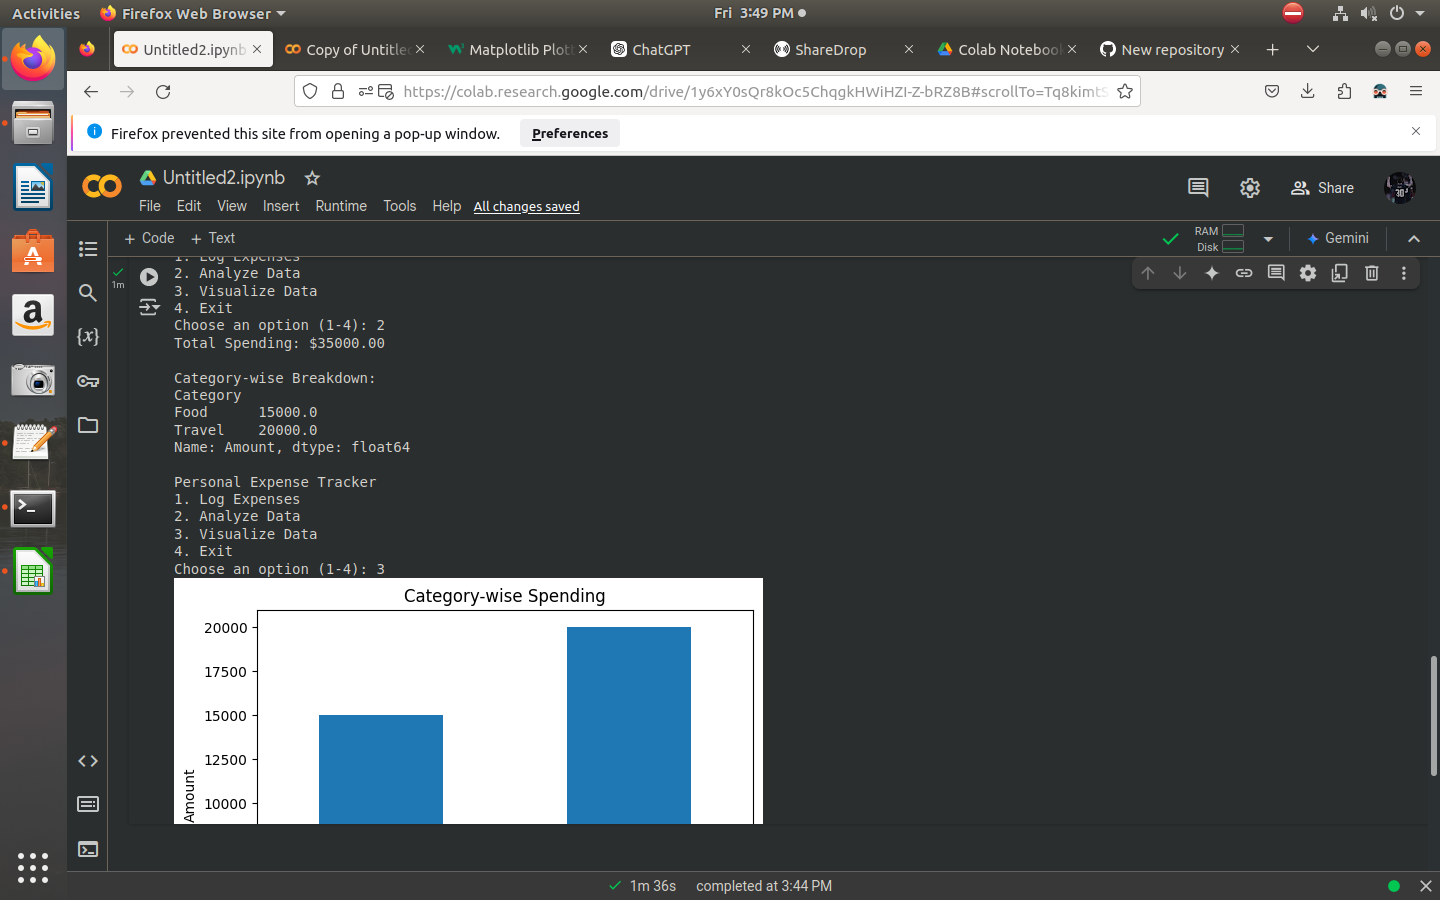 Activities
Firefox Web Browser
Fri 3:49 PM
Untitled2.ipynb
Copy of Untitle
Matplotlib Plot
ChatGPT
ShareDrop
Colab Noteboo
New repository
https://colab.research.google.com/drive/1y6xY0sQr8kOc5ChqgkHWiHZI-Z-bRZ8B#scrollTo=Tq8kimtS
Firefox prevented this site from opening a pop-up window.
Preferences
Untitled2.ipynb
Share
File Edit View Insert Runtime Tools Help All changes saved
+ Code + Text
RAM
Disk
Gemini
1m
1. Log Expenses
2. Analyze Data
3. Visualize Data
4. Exit
Choose an option (1-4): 2
Total Spending: $35000.00
Category-wise Breakdown:
Category
Food 15000.0
Travel 20000.0
Name: Amount, dtype: float64
Personal Expense Tracker
1. Log Expenses
2. Analyze Data
3. Visualize Data
4. Exit
Choose an option (1-4): 3
Category-wise Spending
20000
17500
15000
12500
10000
Amount
1m 36s completed at 3:44 PM